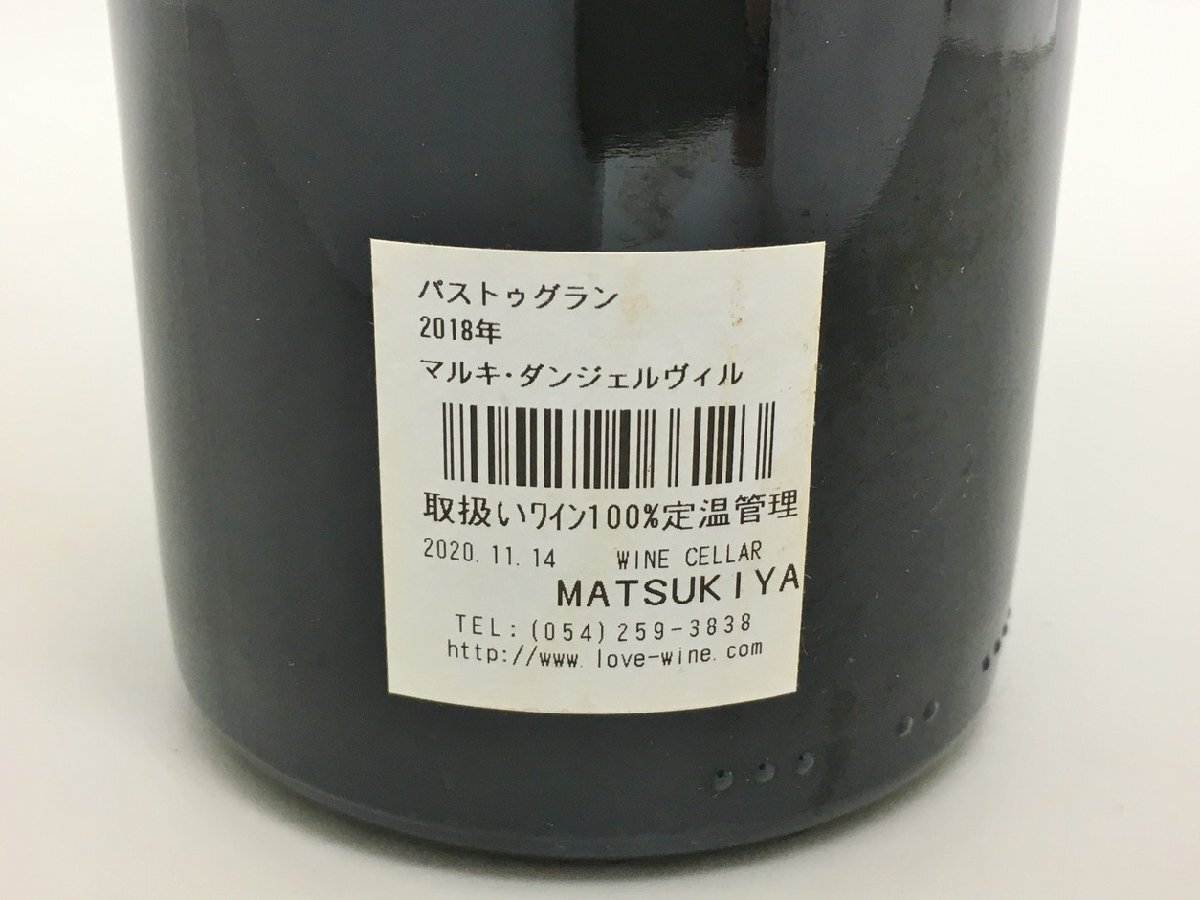 パストゥグラン
2018年
マルキ・ダンジェルヴィル
取扱いワイン100%定温管理
2020.11.14 WINE CELLAR
MATSUKIYA
TEL:(054)259-3838
http://www.love-wine.com